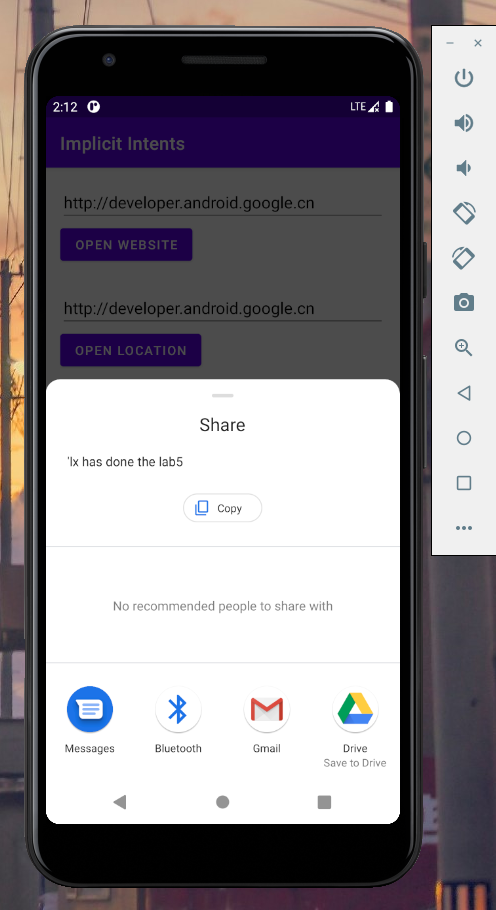 2:12
LTE
Implicit Intents
http://developer.android.google.cn
OPEN WEBSITE
http://developer.android.google.cn
OPEN LOCATION
Share
'lx has done the lab5
Copy
No recommended people to share with
Messages
Bluetooth
Gmail
Drive
Save to Drive